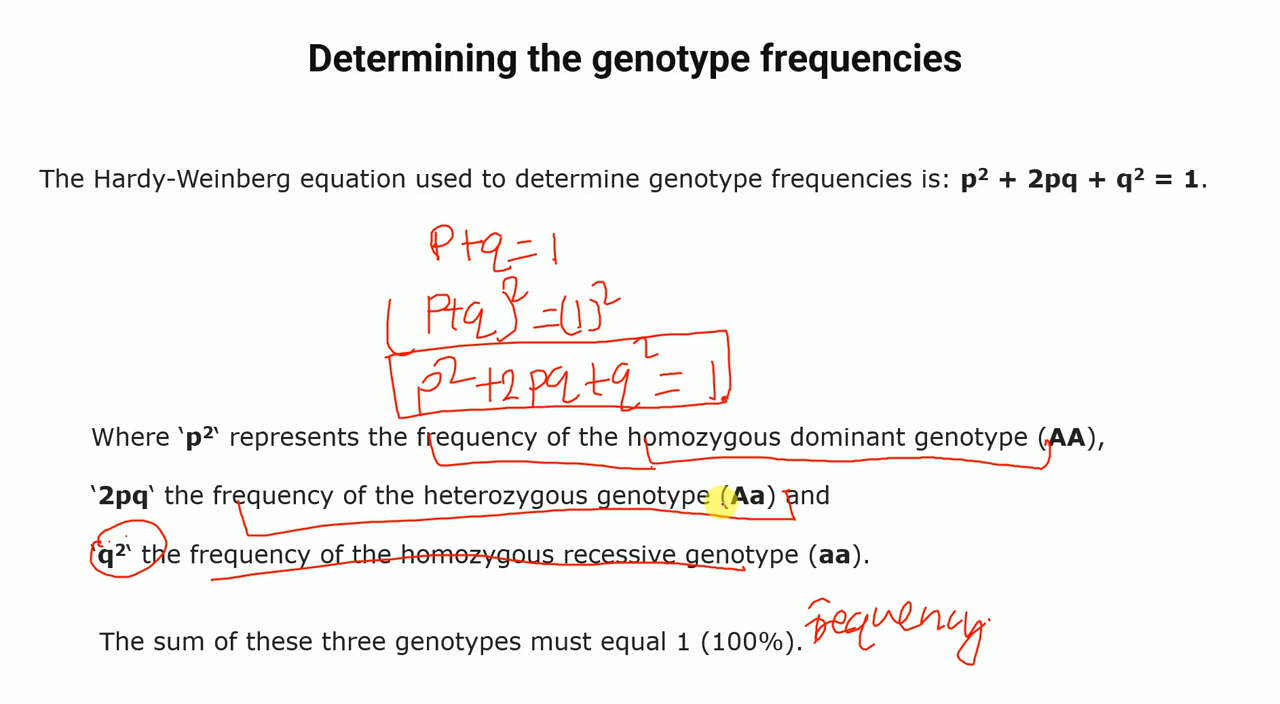 Determining the genotype frequencies
The Hardy-Weinberg equation used to determine genotype frequencies is: p² + 2pq + q² = 1.
P+q=1
(P+q)²=(1)²
p²+2pq+q²=1.
Where ‛p²‛ represents the frequency of the homozygous dominant genotype (AA),
‛2pq‛ the frequency of the heterozygous genotype (Aa) and
‛q²‛ the frequency of the homozygous recessive genotype (aa).
The sum of these three genotypes must equal 1 (100%). frequency